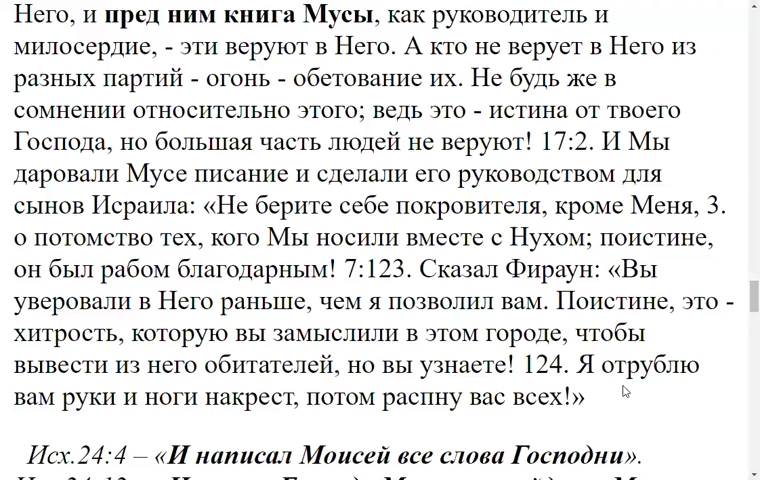 Него, и пред ним книга Мусы, как руководитель и
милосердие, - эти веруют в Него. А кто не верует в Него из
разных партий - огонь - обетование их. Не будь же в
сомнении относительно этого; ведь это - истина от твоего
Господа, но большая часть людей не веруют! 17:2. И Мы
даровали Мусе писание и сделали его руководством для
сынов Исраила: «Не берите себе покровителя, кроме Меня, 3.
о потомство тех, кого Мы носили вместе с Нухом; поистине,
он был рабом благодарным! 7:123. Сказал Фираун: «Вы
уверовали в Него раньше, чем я позволил вам. Поистине, это -
хитрость, которую вы замыслили в этом городе, чтобы
вывести из него обитателей, но вы узнаете! 124. Я отрублю
вам руки и ноги накрест, потом распну вас всех!»
Исх.24:4 – «И написал Моисей все слова Господни».